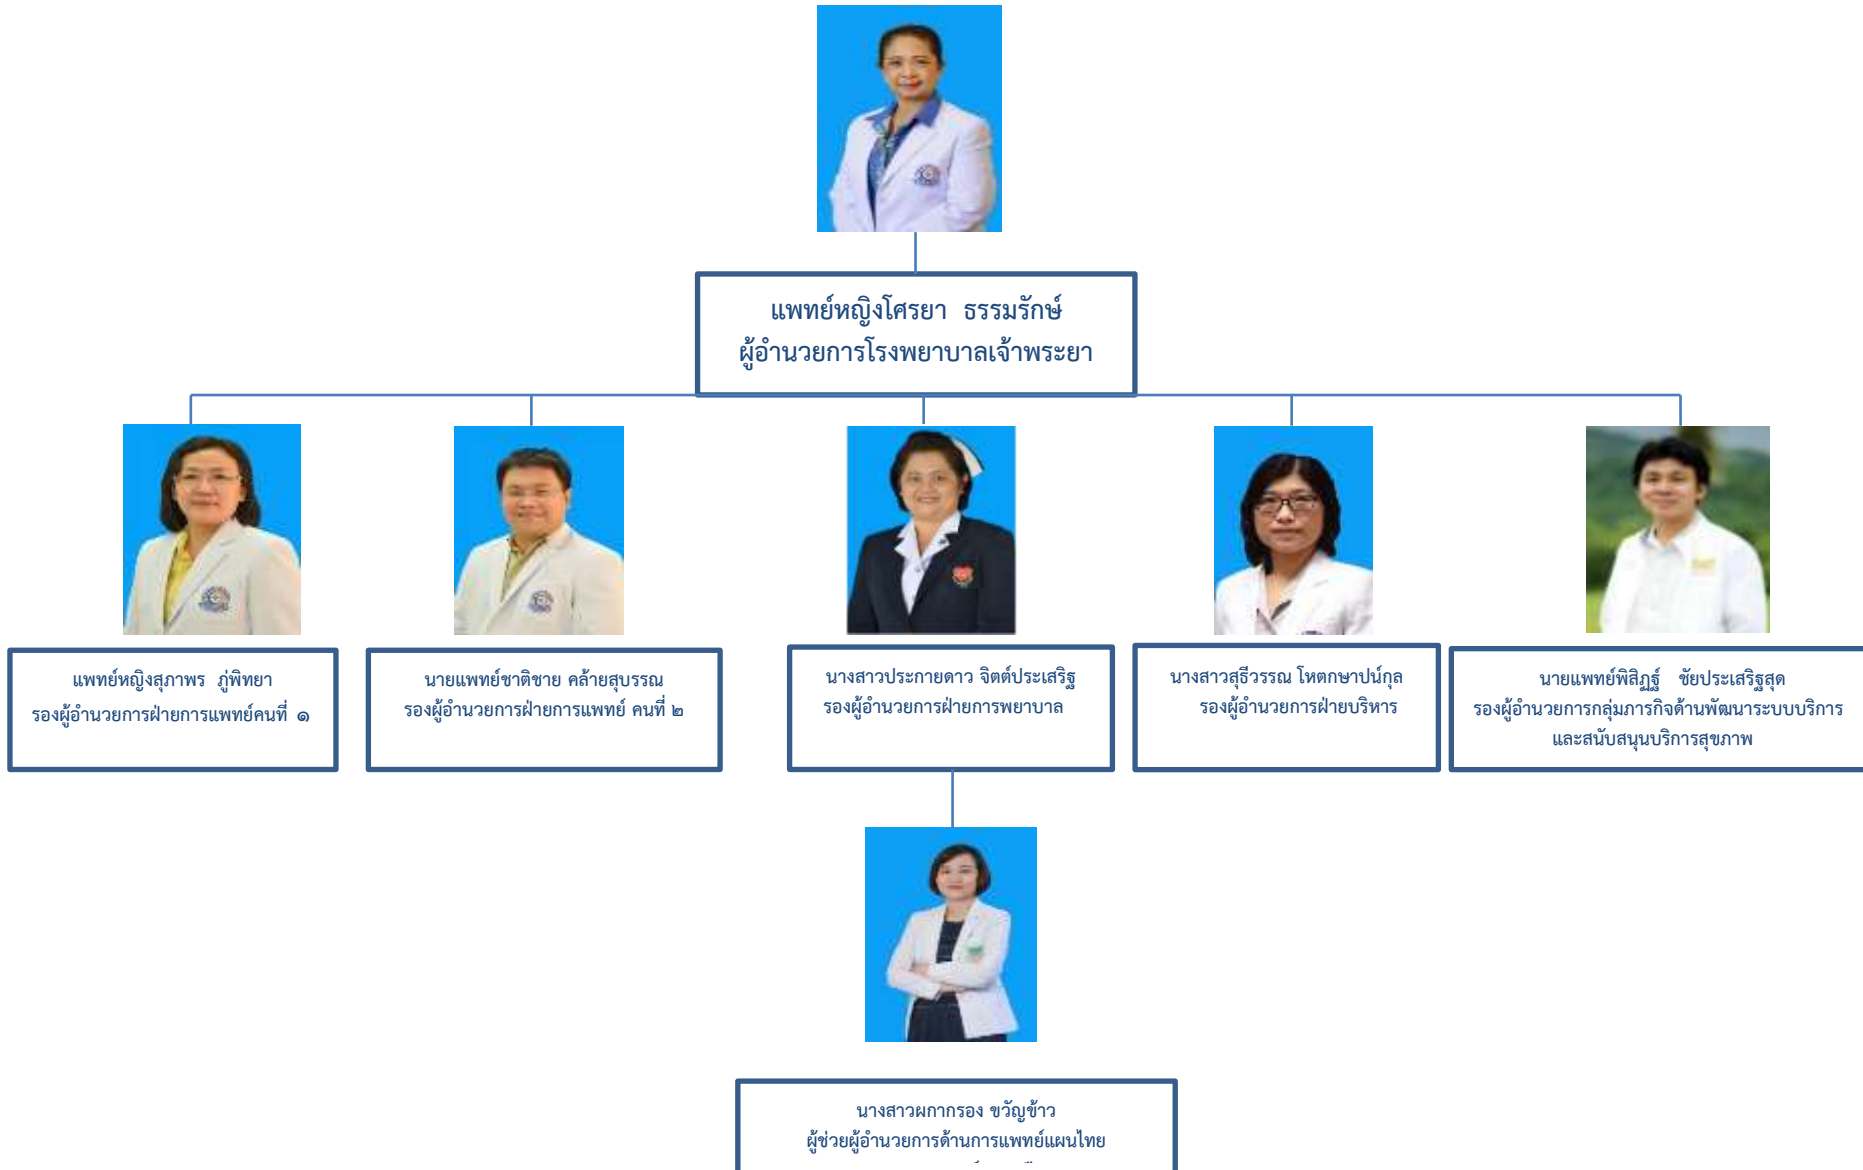 แพทย์หญิงโศรยา ธรรมรักษ์
ผู้อำนวยการโรงพยาบาลเจ้าพระยา
แพทย์หญิงสุภาพร ภู่พิทยา
รองผู้อำนวยการฝ่ายการแพทย์คนที่ ๑
นายแพทย์ชาติชาย คล้ายสุบรรณ
รองผู้อำนวยการฝ่ายการแพทย์ คนที่ ๒
นางสาวประกายดาว จิตต์ประเสริฐ
รองผู้อำนวยการฝ่ายการพยาบาล
นางสาวสุธีวรรณ โหตกษาปน์กุล
รองผู้อำนวยการฝ่ายบริหาร
นายแพทย์พิสิฏฐ์ ชัยประเสริฐสุด
รองผู้อำนวยการกลุ่มภารกิจด้านพัฒนาระบบบริการ
และสนับสนุนบริการสุขภาพ
นางสาวผกากรอง ขวัญข้าว
ผู้ช่วยผู้อำนวยการด้านการแพทย์แผนไทย